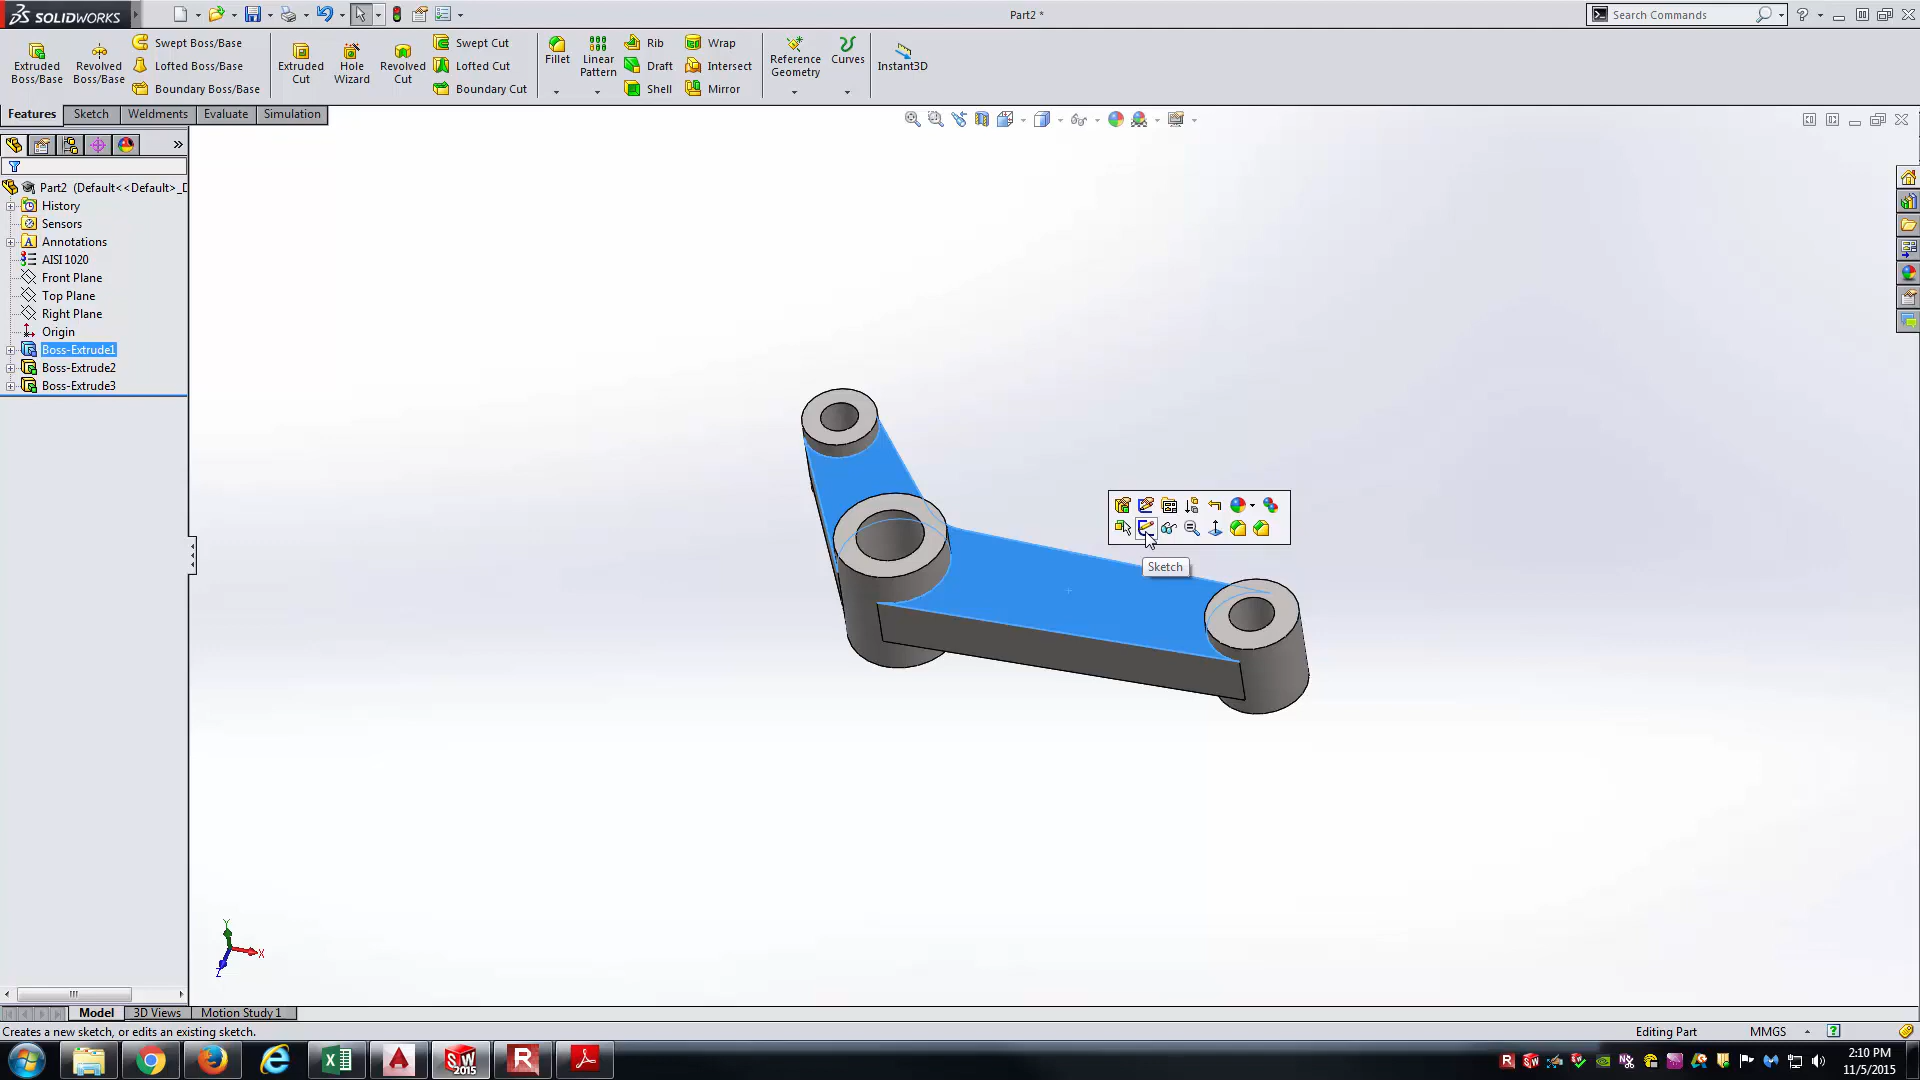 SOLIDWORKS
Part2 *
Search Commands
Extruded Boss/Base
Revolved Boss/Base
Swept Boss/Base
Lofted Boss/Base
Boundary Boss/Base
Extruded Cut
Hole Wizard
Revolved Cut
Swept Cut
Lofted Cut
Boundary Cut
Fillet
Linear Pattern
Rib
Draft
Shell
Wrap
Intersect
Mirror
Reference Geometry
Curves
Instant3D
Features
Sketch
Weldments
Evaluate
Simulation
Part2 (Default<<Default>_D
History
Sensors
Annotations
AISI 1020
Front Plane
Top Plane
Right Plane
Origin
Boss-Extrude1
Boss-Extrude2
Boss-Extrude3
Sketch
Y
X
Z
Model
3D Views
Motion Study 1
Creates a new sketch, or edits an existing sketch.
Editing Part
MMGS
SW 2015
2:10 PM
11/5/2015